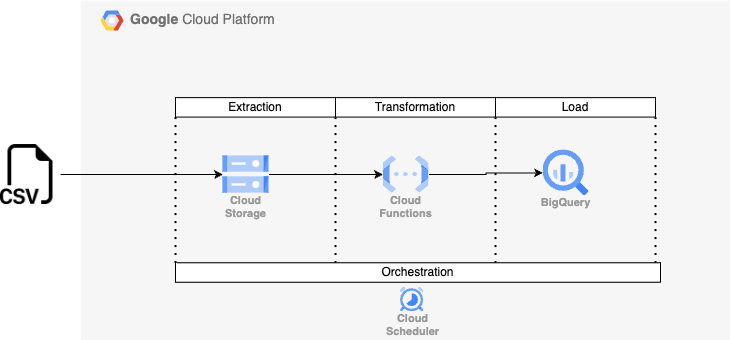 Google Cloud Platform
Extraction
Transformation
Load
CSV
Cloud
Storage
Cloud
Functions
BigQuery
Orchestration
Cloud
Scheduler